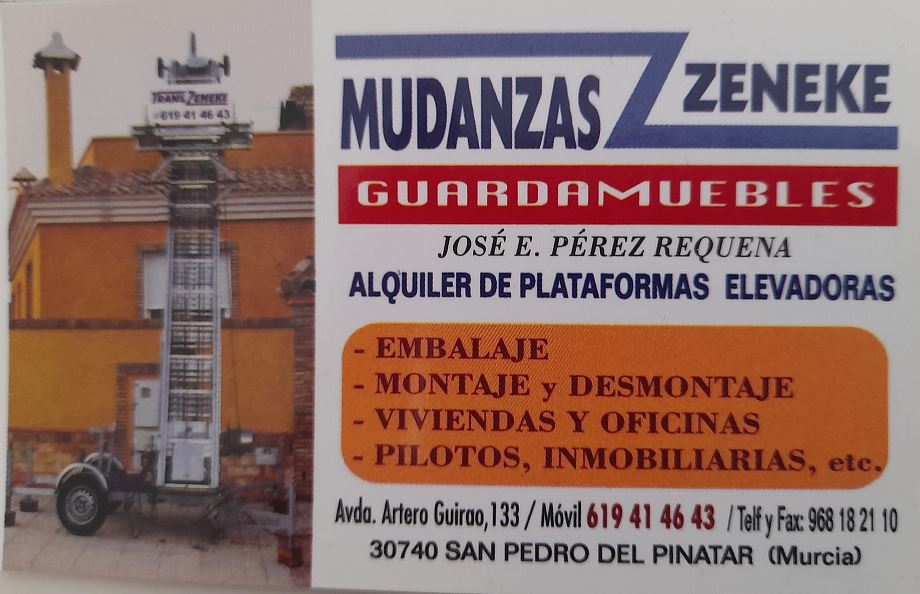 TRANS ZENEKE
619 41 46 43
MUDANZAS ZENEKE
GUARDAMUEBLES
JOSÉ E. PÉREZ REQUENA
ALQUILER DE PLATAFORMAS ELEVADORAS
- EMBALAJE
- MONTAJE y DESMONTAJE
- VIVIENDAS Y OFICINAS
- PILOTOS, INMOBILIARIAS, etc.
Avda. Artero Guirao, 133 / Móvil 619 41 46 43 / Telf y Fax: 968 18 21 10
30740 SAN PEDRO DEL PINATAR (Murcia)